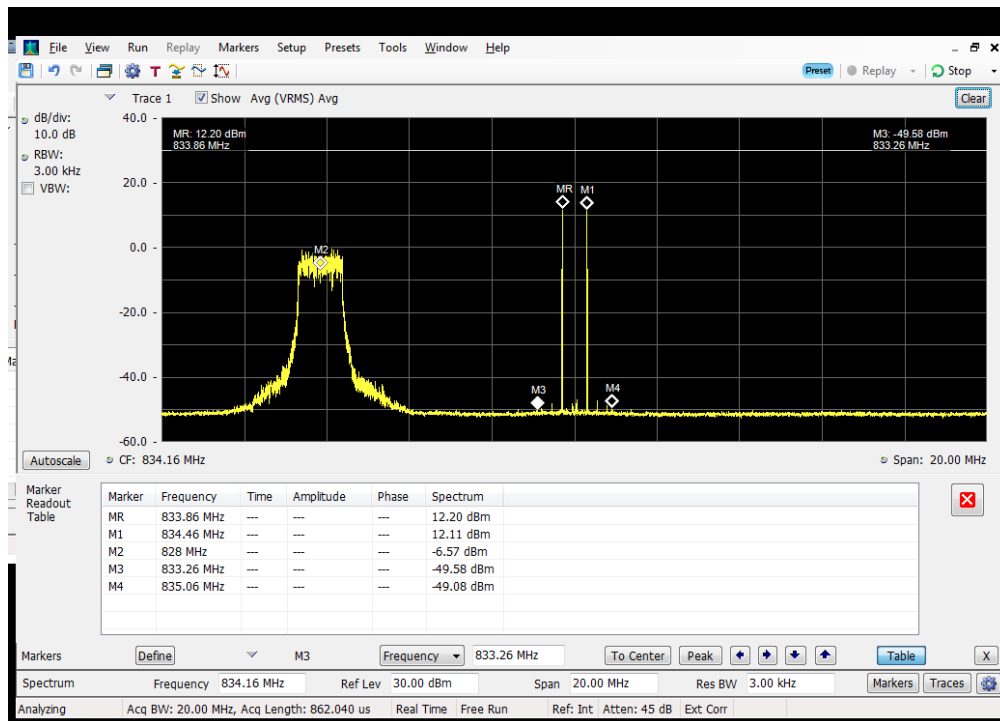 File View Run Replay Markers Setup Presets Tools Window Help
T Preset Replay Stop
Trace 1 Show Avg (VRMS) Avg Clear
dB/div:
10.0 dB
RBW:
3.00 kHz
VBW:
40.0 -
20.0 -
0.0 -
-20.0 -
-40.0 -
-60.0 -
MR: 12.20 dBm
833.86 MHz
M3: -49.58 dBm
833.26 MHz
MR M1
M2
M3 M4
Autoscale CF: 834.16 MHz Span: 20.00 MHz
Marker
Readout
Table
Marker Frequency Time Amplitude Phase Spectrum
MR 833.86 MHz --- --- --- 12.20 dBm
M1 834.46 MHz --- --- --- 12.11 dBm
M2 828 MHz --- --- --- -6.57 dBm
M3 833.26 MHz --- --- --- -49.58 dBm
M4 835.06 MHz --- --- --- -49.08 dBm
Markers Define M3 Frequency 833.26 MHz To Center Peak Table X
Spectrum Frequency 834.16 MHz Ref Lev 30.00 dBm Span 20.00 MHz Res BW 3.00 kHz Markers Traces
Analyzing Acq BW: 20.00 MHz, Acq Length: 862.040 us Real Time Free Run Ref: Int Atten: 45 dB Ext Corr